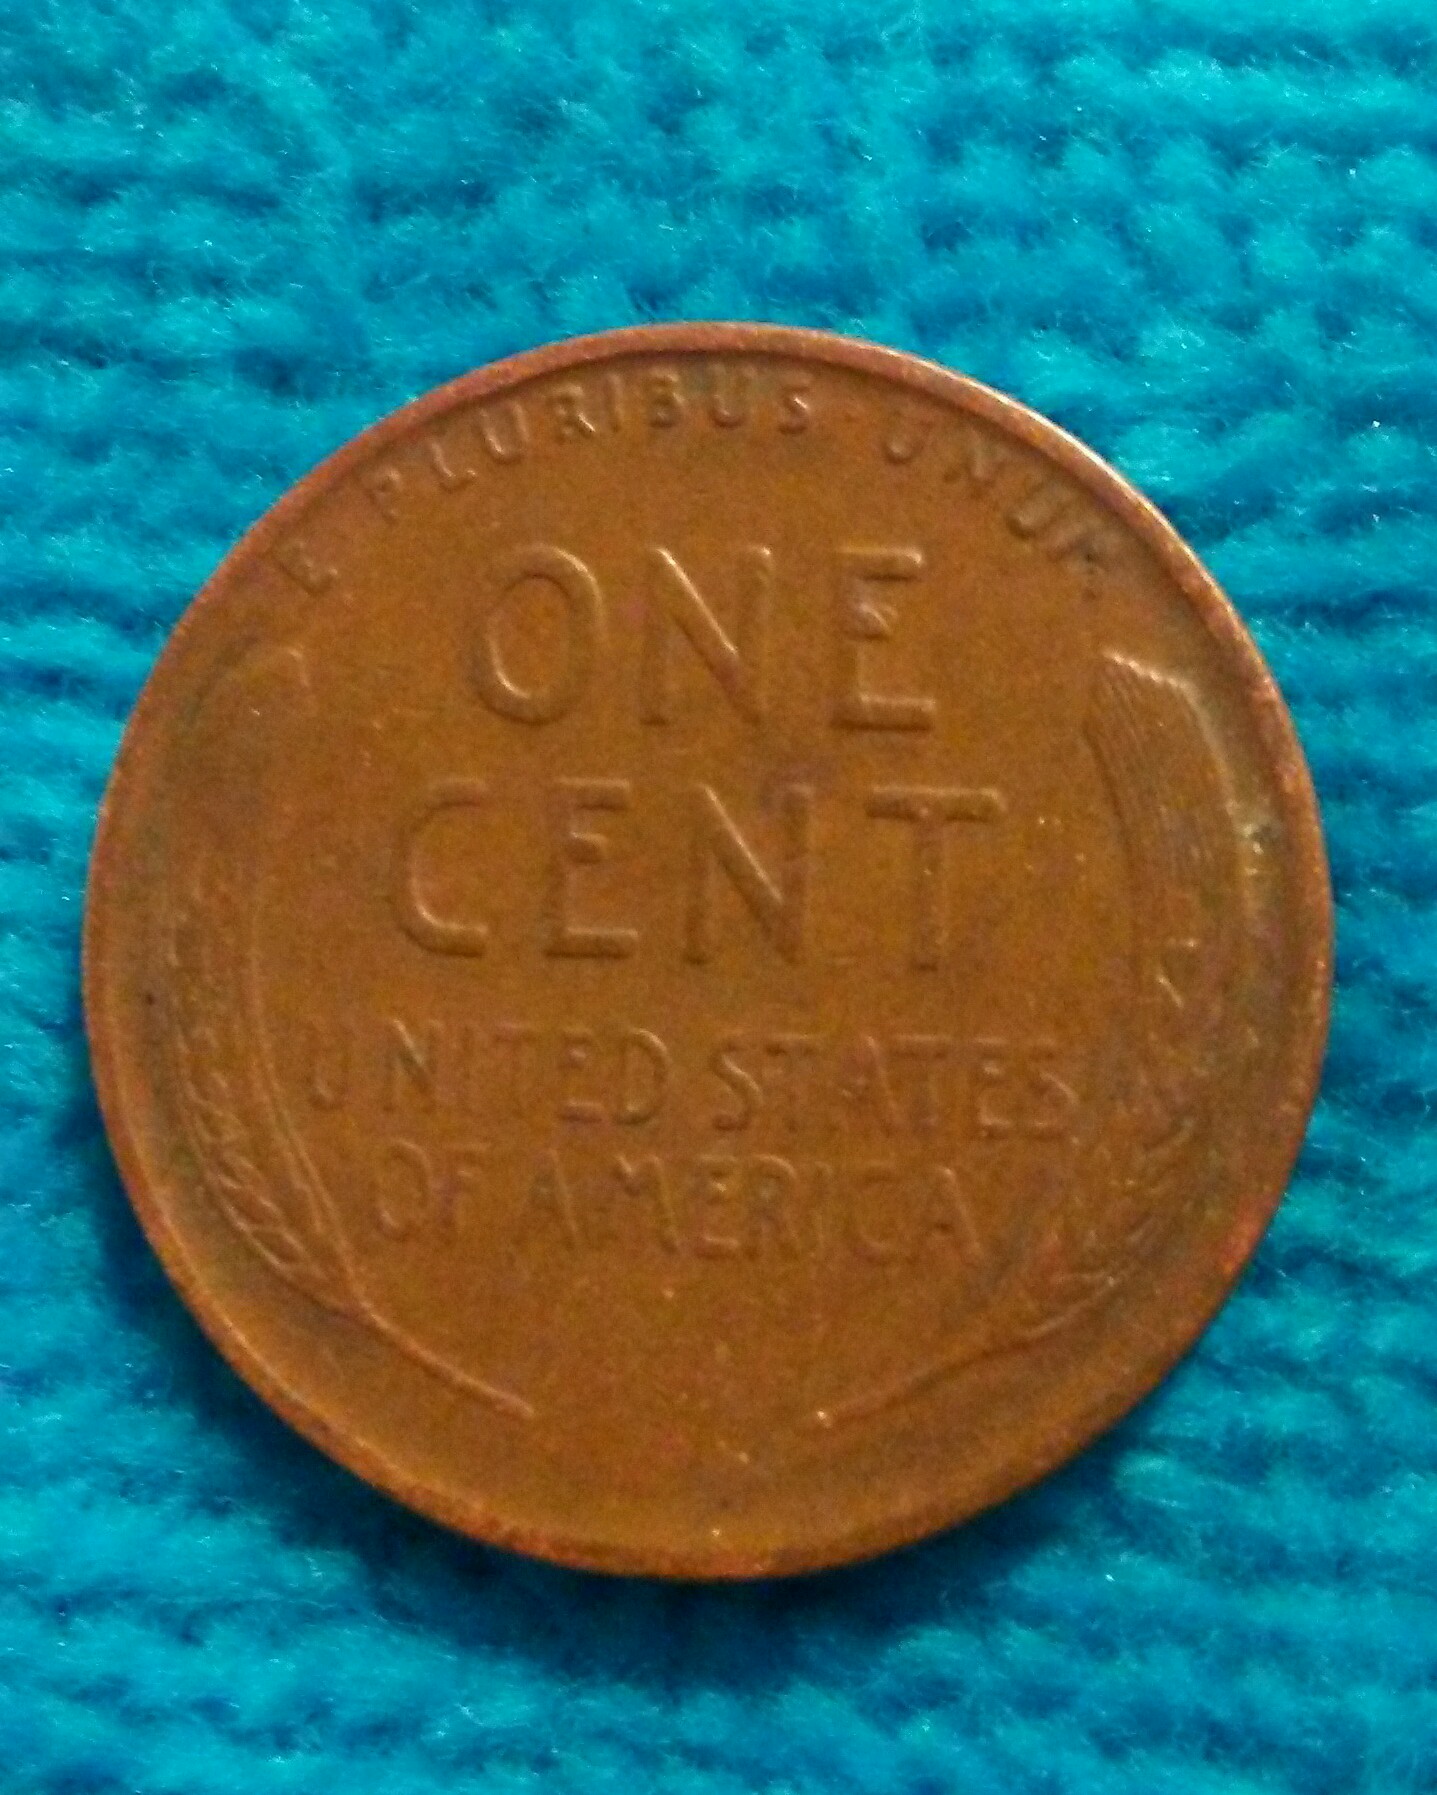 E PLURIBUS · UNUM
ONE
CENT
UNITED STATES
OF AMERICA